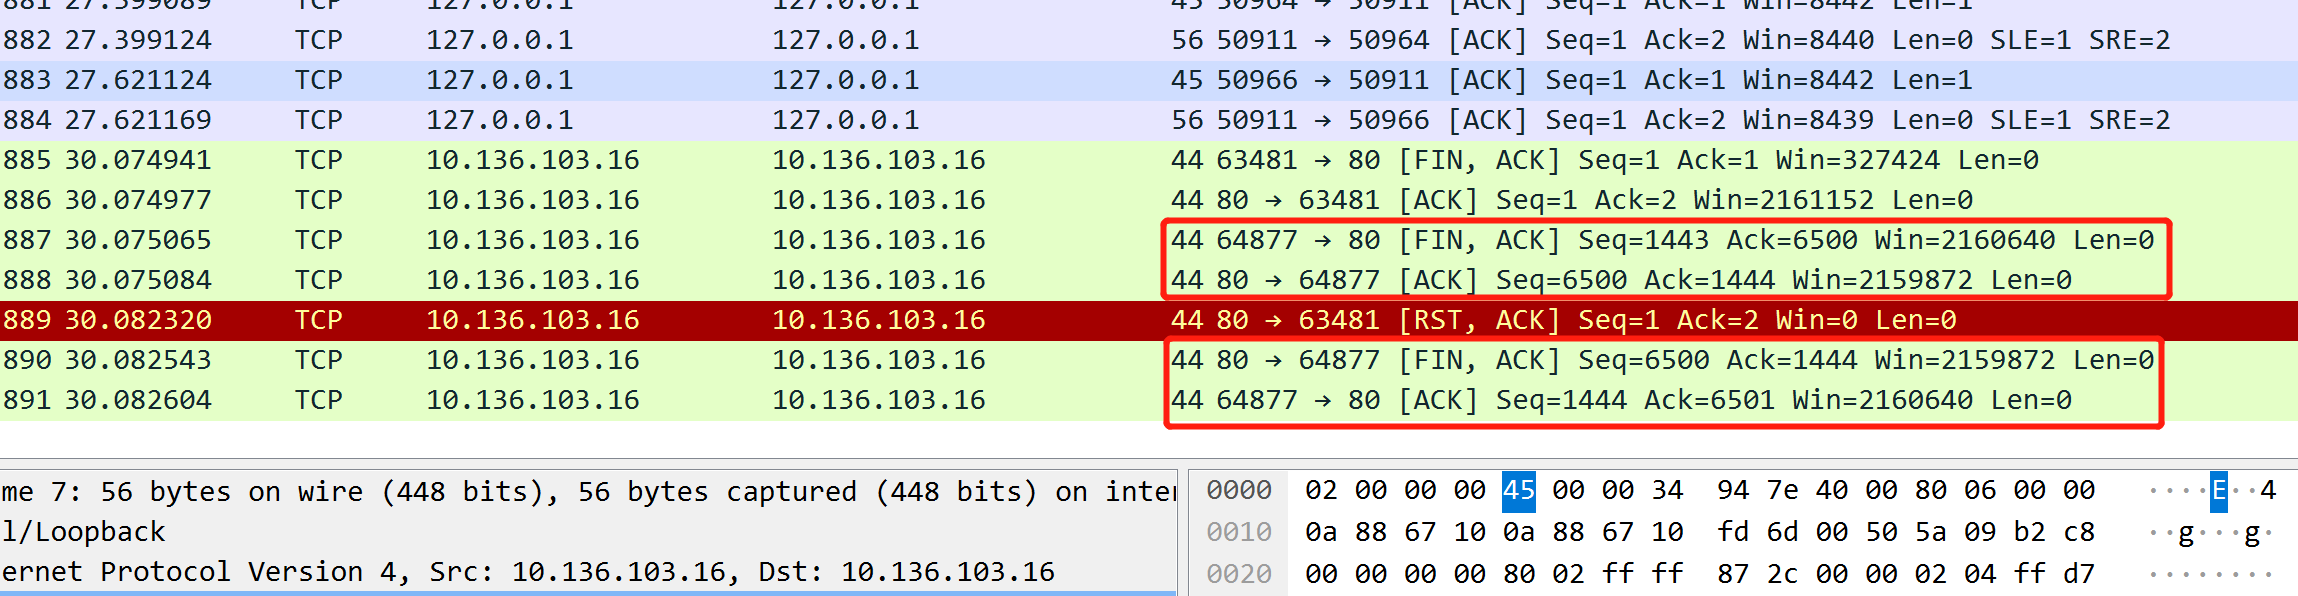 881 27.399089 TCP 127.0.0.1 127.0.0.1 45 50964 → 50911 [ACK] Seq=1 Ack=1 Win=8442 Len=1
882 27.399124 TCP 127.0.0.1 127.0.0.1 56 50911 → 50964 [ACK] Seq=1 Ack=2 Win=8440 Len=0 SLE=1 SRE=2
883 27.621124 TCP 127.0.0.1 127.0.0.1 45 50966 → 50911 [ACK] Seq=1 Ack=1 Win=8442 Len=1
884 27.621169 TCP 127.0.0.1 127.0.0.1 56 50911 → 50966 [ACK] Seq=1 Ack=2 Win=8439 Len=0 SLE=1 SRE=2
885 30.074941 TCP 10.136.103.16 10.136.103.16 44 63481 → 80 [FIN, ACK] Seq=1 Ack=1 Win=327424 Len=0
886 30.074977 TCP 10.136.103.16 10.136.103.16 44 80 → 63481 [ACK] Seq=1 Ack=2 Win=2161152 Len=0
887 30.075065 TCP 10.136.103.16 10.136.103.16 44 64877 → 80 [FIN, ACK] Seq=1443 Ack=6500 Win=2160640 Len=0
888 30.075084 TCP 10.136.103.16 10.136.103.16 44 80 → 64877 [ACK] Seq=6500 Ack=1444 Win=2159872 Len=0
889 30.082320 TCP 10.136.103.16 10.136.103.16 44 80 → 63481 [RST, ACK] Seq=1 Ack=2 Win=0 Len=0
890 30.082543 TCP 10.136.103.16 10.136.103.16 44 80 → 64877 [FIN, ACK] Seq=6500 Ack=1444 Win=2159872 Len=0
891 30.082604 TCP 10.136.103.16 10.136.103.16 44 64877 → 80 [ACK] Seq=1444 Ack=6501 Win=2160640 Len=0
me 7: 56 bytes on wire (448 bits), 56 bytes captured (448 bits) on inter
l/Loopback
ernet Protocol Version 4, Src: 10.136.103.16, Dst: 10.136.103.16
0000 02 00 00 00 45 00 00 34 94 7e 40 00 80 06 00 00 ····E··4
0010 0a 88 67 10 0a 88 67 10 fd 6d 00 50 5a 09 b2 c8 ··g···g·
0020 00 00 00 00 80 02 ff ff 87 2c 00 00 02 04 ff d7 ········